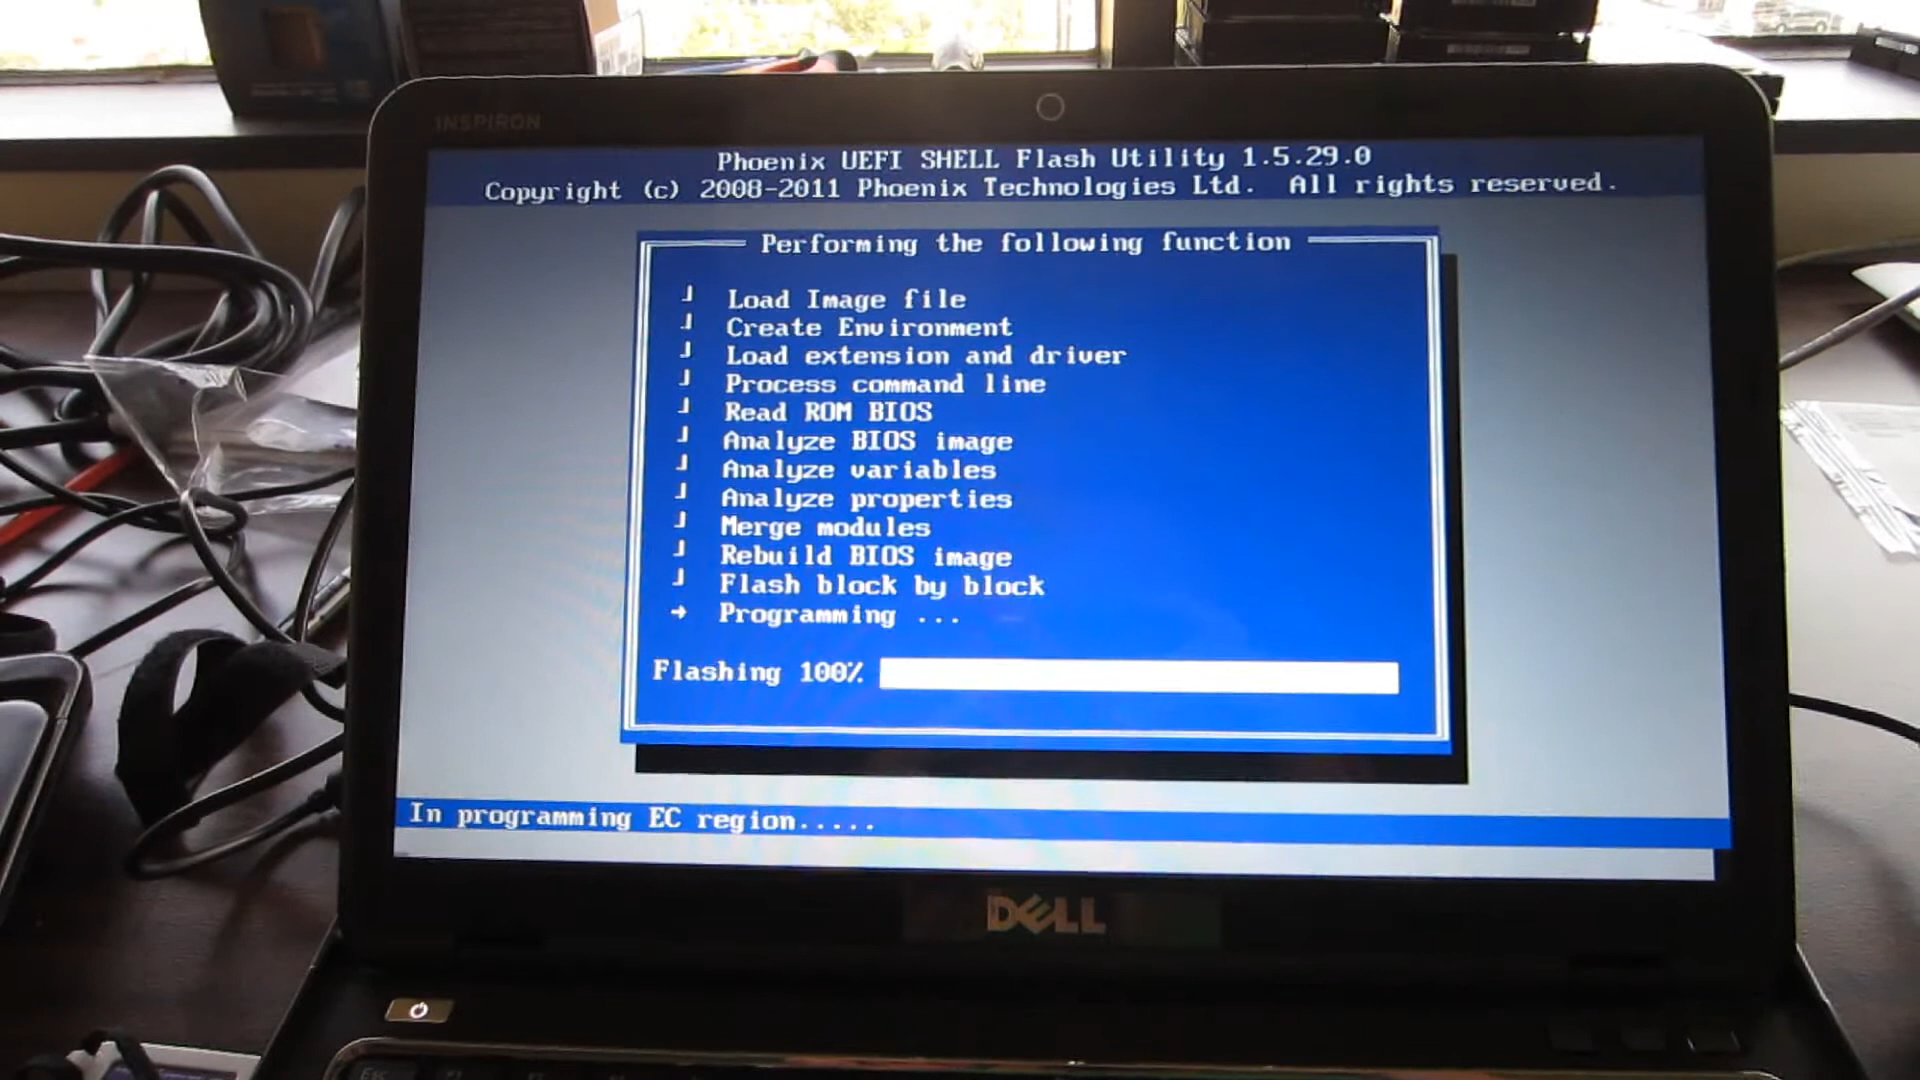 INSPIRON
Phoenix UEFI SHELL Flash Utility 1.5.29.0
Copyright (c) 2008-2011 Phoenix Technologies Ltd. All rights reserved.
Performing the following function
Load Image file
Create Environment
Load extension and driver
Process command line
Read ROM BIOS
Analyze BIOS image
Analyze variables
Analyze properties
Merge modules
Rebuild BIOS image
Flash block by block
→ Programming ...
Flashing 100%
In programming EC region.....
DELL
Esc